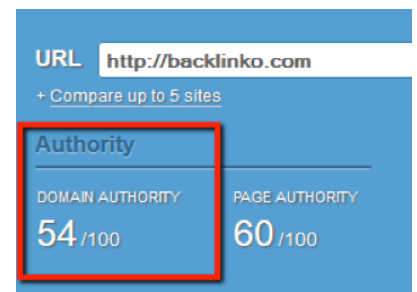 URL http://backlinko.com
+ Compare up to 5 sites
Authority
DOMAIN AUTHORITY PAGE AUTHORITY
54 /100 60 /100